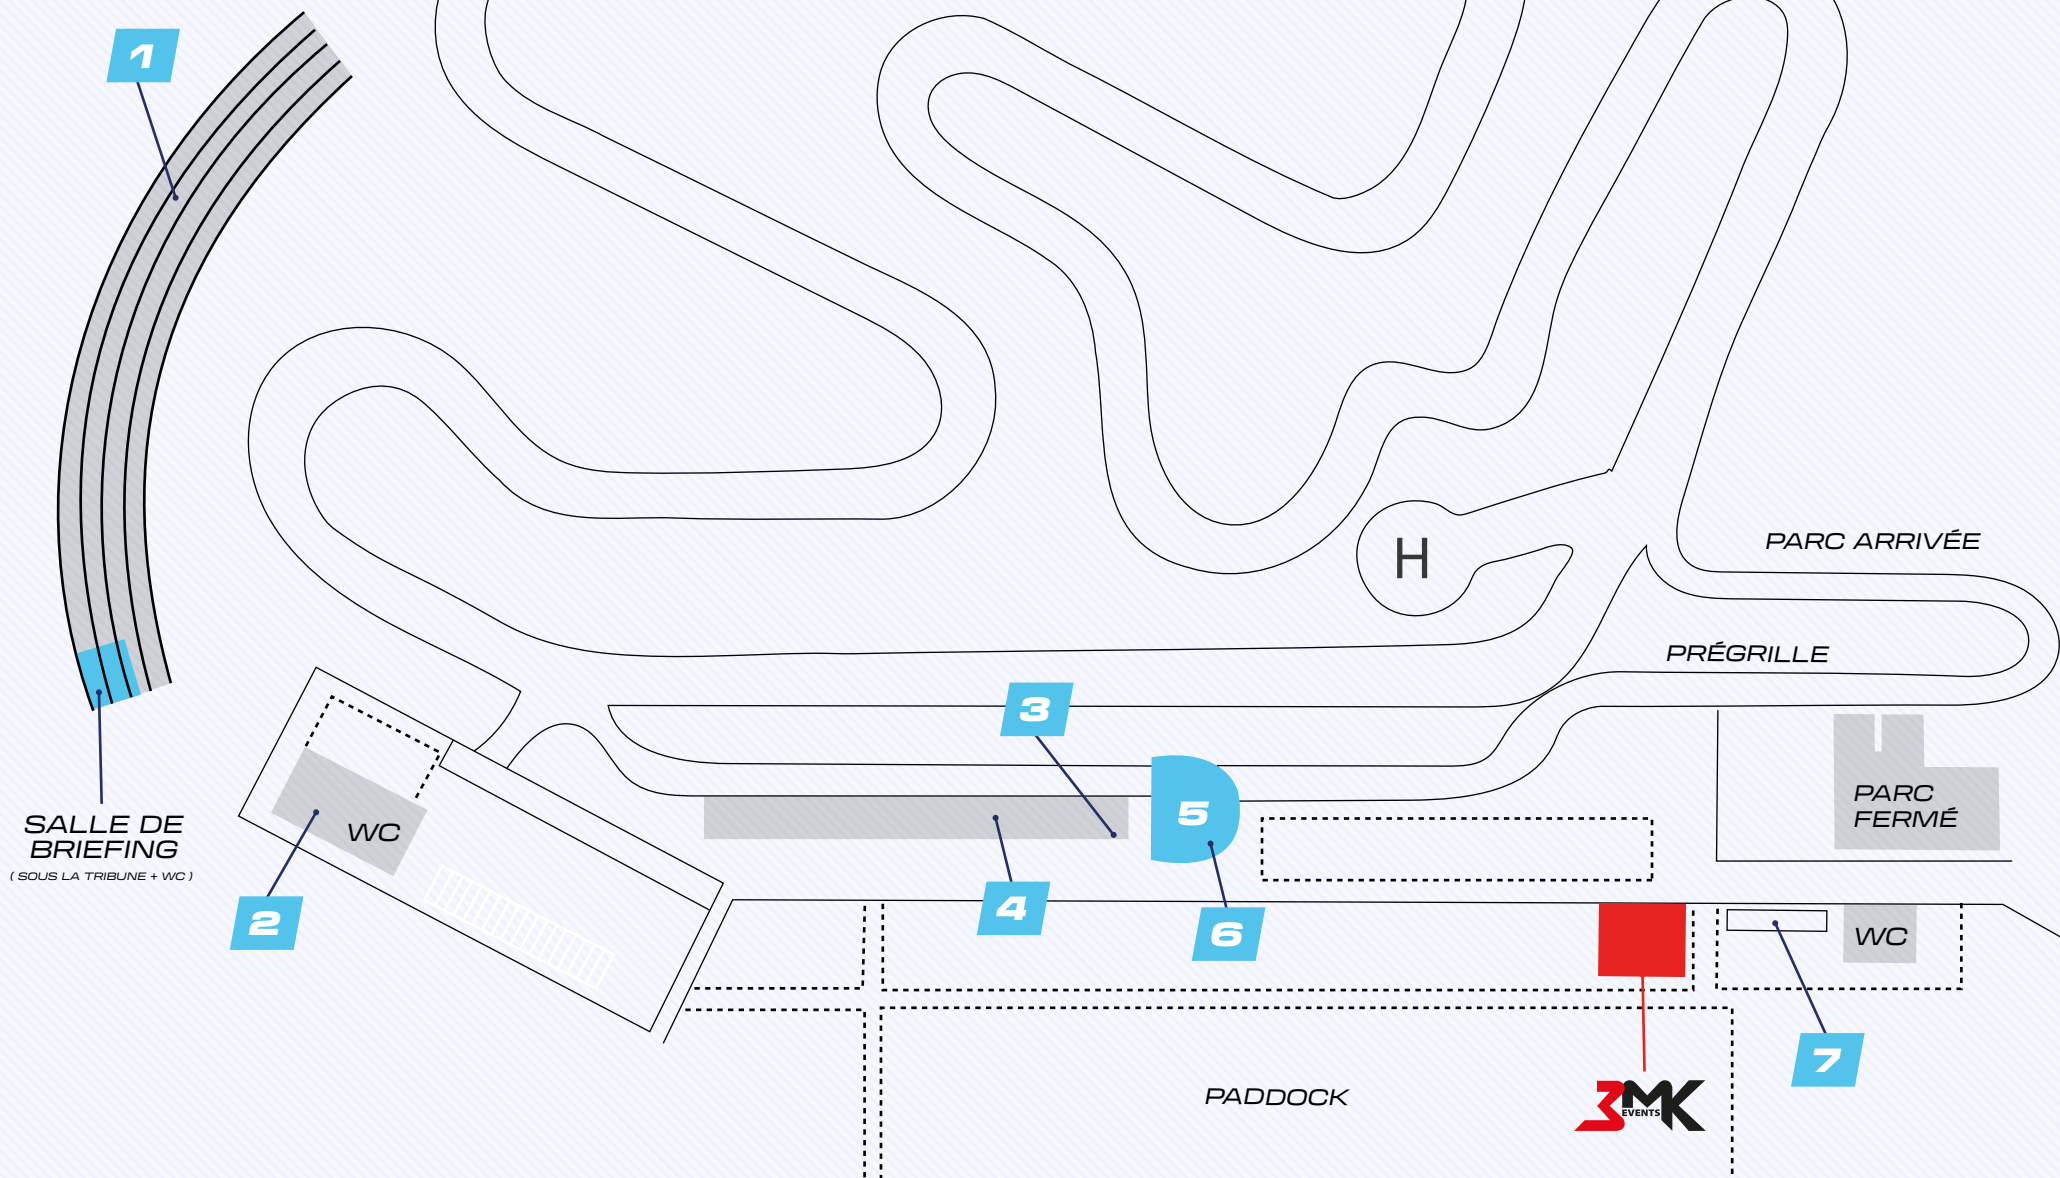 1
H
PARC ARRIVÉE
PRÉGRILLE
3
5
PARC
FERMÉ
SALLE DE
BRIEFING
( SOUS LA TRIBUNE + WC )
WC
2
4
6
WC
7
PADDOCK
3MK
EVENTS